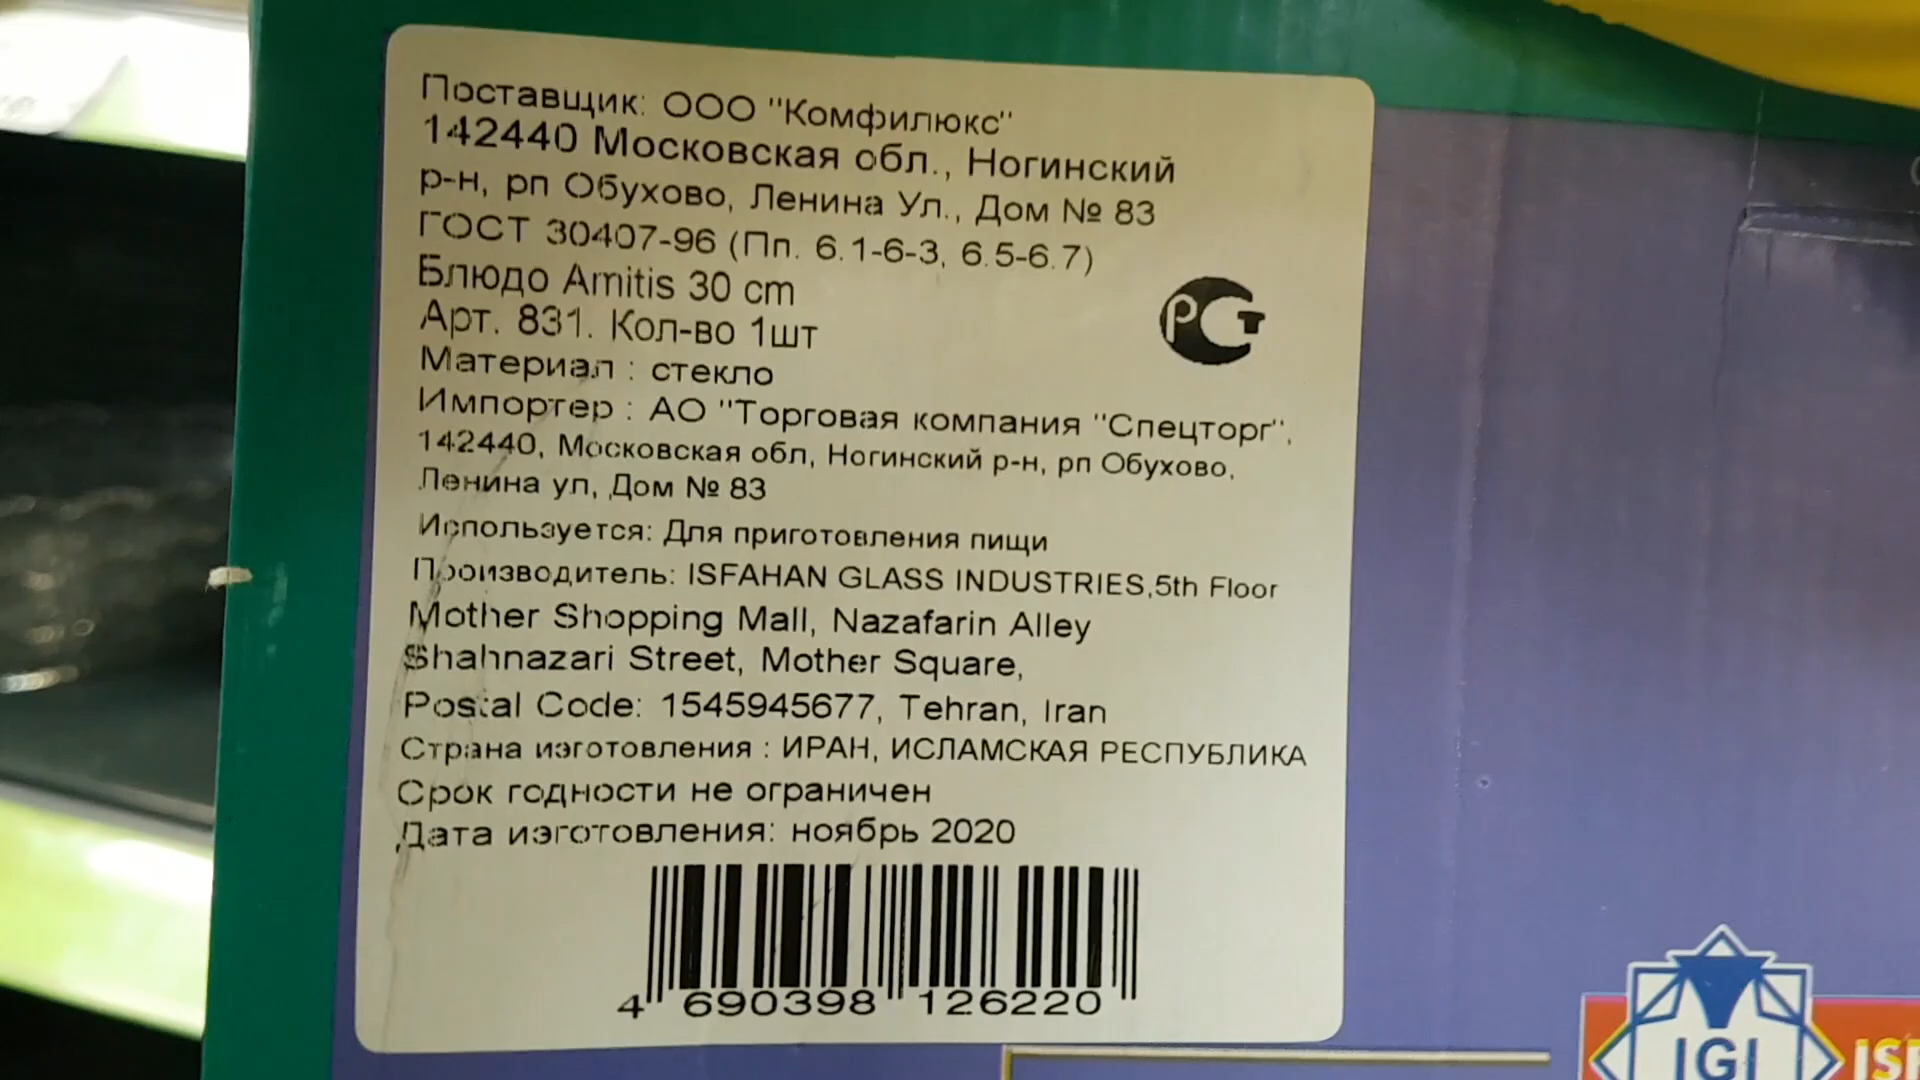 Поставщик: ООО "Комфилюкс"
142440 Московская обл., Ногинский
р-н, рп Обухово, Ленина Ул., Дом № 83
ГОСТ 30407-96 (Пп. 6.1-6-3, 6.5-6.7)
Блюдо Amitis 30 cm
Арт. 831. Кол-во 1шт
РСТ
Материал : стекло
Импортер : АО "Торговая компания "Спецторг",
142440, Московская обл, Ногинский р-н, рп Обухово,
Ленина ул, Дом № 83
Используется: Для приготовления пищи
Производитель: ISFAHAN GLASS INDUSTRIES,5th Floor
Mother Shopping Mall, Nazafarin Alley
Shahnazari Street, Mother Square,
Postal Code: 1545945677, Tehran, Iran
Страна изготовления : ИРАН, ИСЛАМСКАЯ РЕСПУБЛИКА
Срок годности не ограничен
Дата изготовления: ноябрь 2020
4 690398 126220
IGI